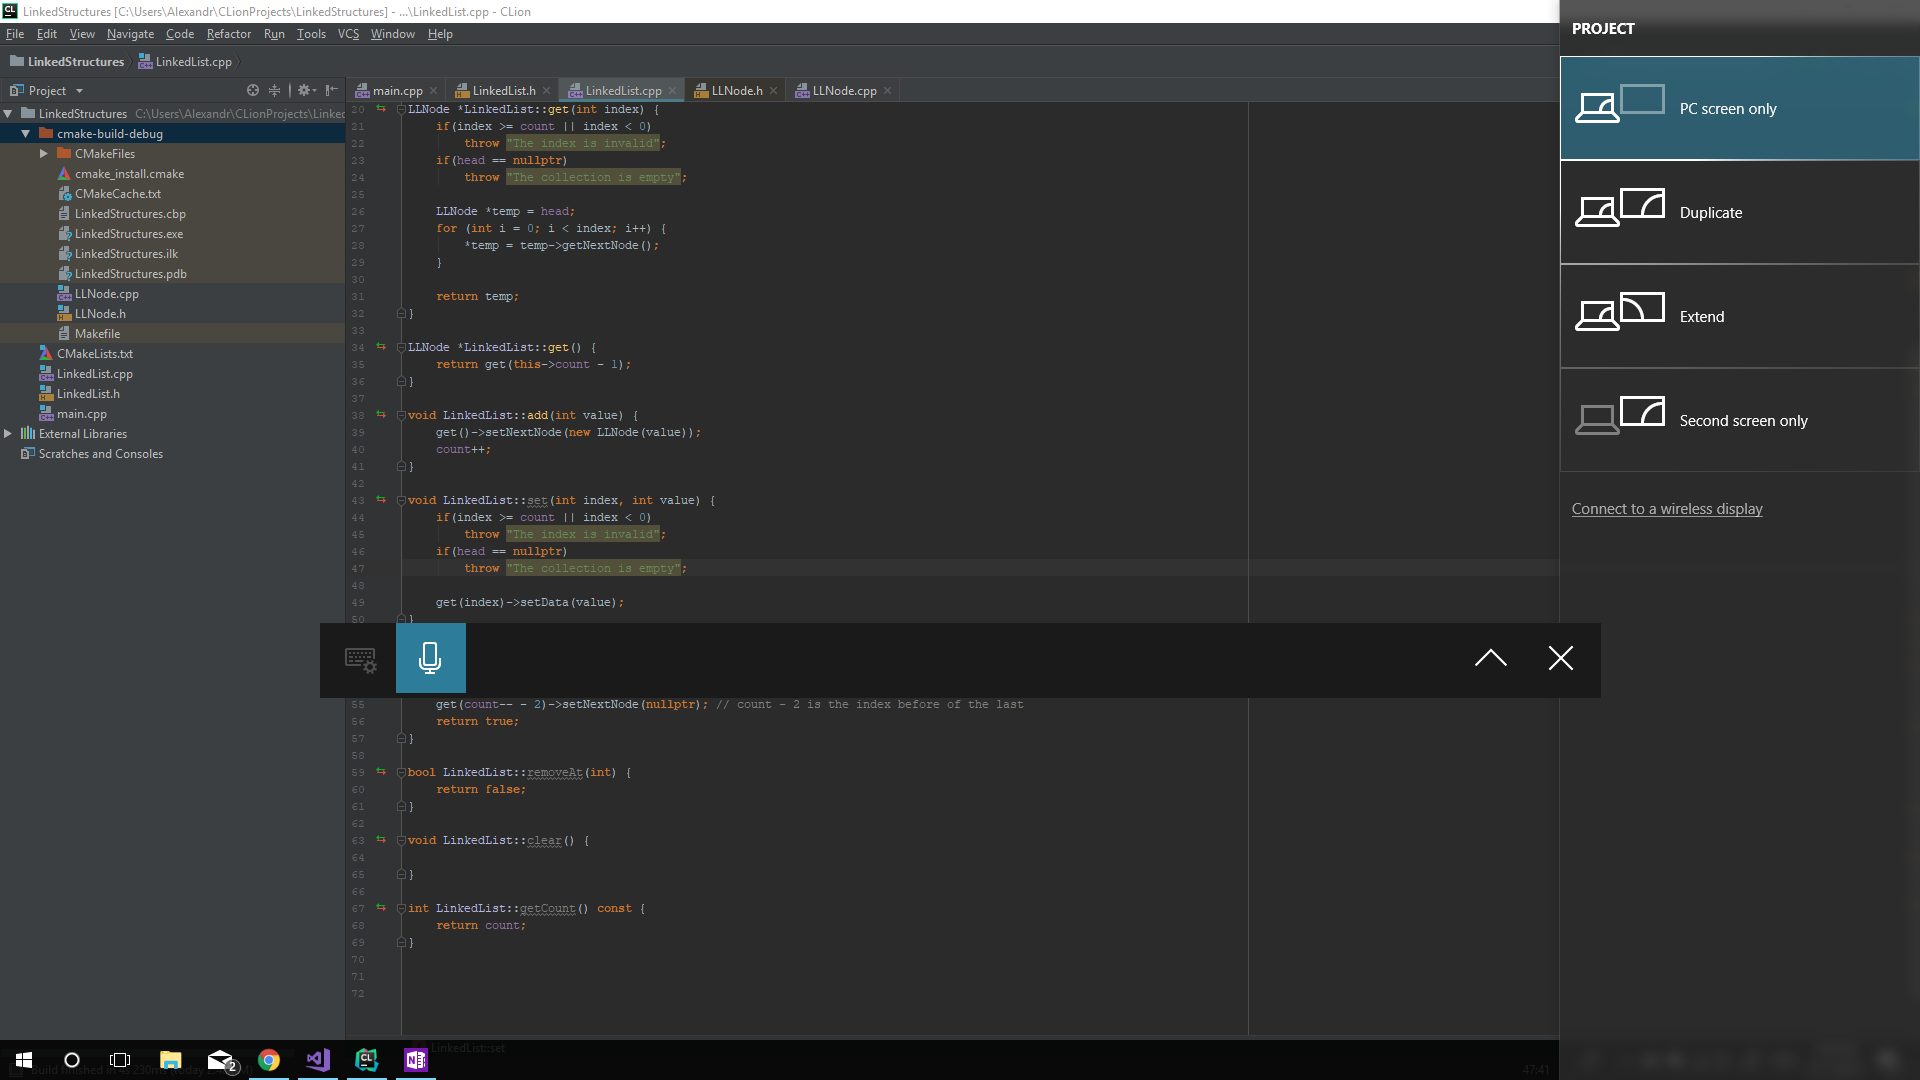 LinkedStructures [C:\Users\Alexandr\CLionProjects\LinkedStructures] - ...\LinkedList.cpp - CLion
File Edit View Navigate Code Refactor Run Tools VCS Window Help
LinkedStructures LinkedList.cpp
Project
main.cpp LinkedList.h LinkedList.cpp LLNode.h LLNode.cpp
LinkedStructures C:\Users\Alexandr\CLionProjects\Linked
cmake-build-debug
CMakeFiles
cmake_install.cmake
CMakeCache.txt
LinkedStructures.cbp
LinkedStructures.exe
LinkedStructures.ilk
LinkedStructures.pdb
LLNode.cpp
LLNode.h
Makefile
CMakeLists.txt
LinkedList.cpp
LinkedList.h
main.cpp
External Libraries
Scratches and Consoles
20 LLNode *LinkedList::get(int index) {
21 if(index >= count || index < 0)
22 throw "The index is invalid";
23 if(head == nullptr)
24 throw "The collection is empty";
25
26 LLNode *temp = head;
27 for (int i = 0; i < index; i++) {
28 *temp = temp->getNextNode();
29 }
30
31 return temp;
32 }
33
34 LLNode *LinkedList::get() {
35 return get(this->count - 1);
36 }
37
38 void LinkedList::add(int value) {
39 get()->setNextNode(new LLNode(value));
40 count++;
41 }
42
43 void LinkedList::set(int index, int value) {
44 if(index >= count || index < 0)
45 throw "The index is invalid";
46 if(head == nullptr)
47 throw "The collection is empty";
48
49 get(index)->setData(value);
50 }
55 get(count-- - 2)->setNextNode(nullptr); // count - 2 is the index before of the last
56 return true;
57 }
58
59 bool LinkedList::removeAt(int) {
60 return false;
61 }
62
63 void LinkedList::clear() {
64
65 }
66
67 int LinkedList::getCount() const {
68 return count;
69 }
70
71
72
LinkedList::set
Build finished in 4s 230ms (today
47:41
2
PROJECT
PC screen only
Duplicate
Extend
Second screen only
Connect to a wireless display